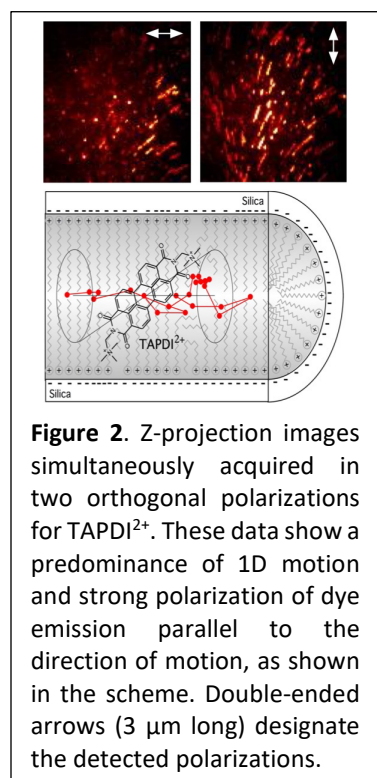 Silica
TAPDI2+
Silica
Figure 2. Z-projection images
simultaneously acquired in
two orthogonal polarizations
for TAPDI2+. These data show a
predominance of 1D motion
and strong polarization of dye
emission parallel to the
direction of motion, as shown
in the scheme. Double-ended
arrows (3 µm long) designate
the detected polarizations.